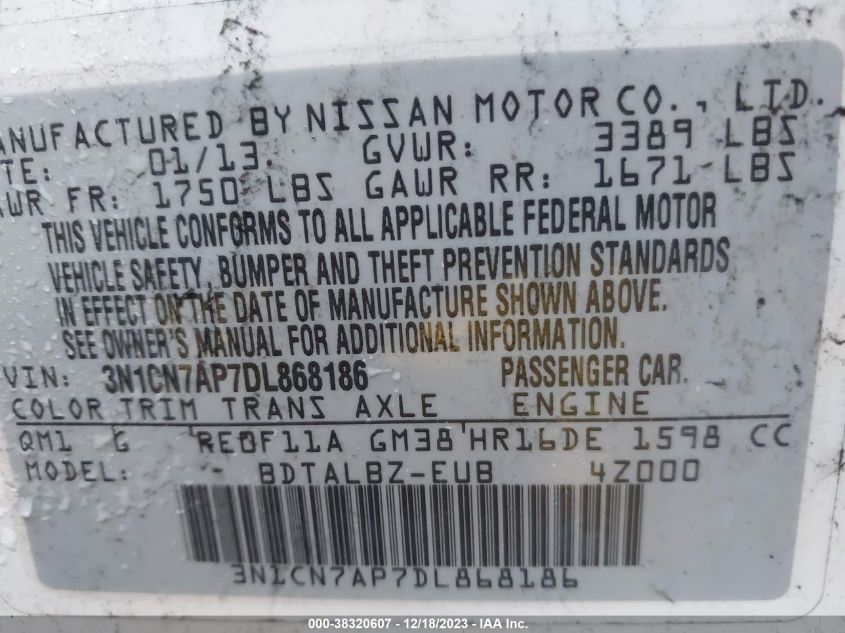 ANUFACTURED BY NISSAN MOTOR CO., LTD.
TE: 01/13. GVWR: 3389 LBS
AWR FR: 1750 LBS GAWR RR: 1671 LBS
THIS VEHICLE CONFORMS TO ALL APPLICABLE FEDERAL MOTOR
VEHICLE SAFETY, BUMPER AND THEFT PREVENTION STANDARDS
IN EFFECT ON THE DATE OF MANUFACTURE SHOWN ABOVE.
SEE OWNER'S MANUAL FOR ADDITIONAL INFORMATION.
VIN: 3N1CN7AP7DL868186 PASSENGER CAR.
COLOR TRIM TRANS AXLE ENGINE
QM1 G RE0F11A GM38 HR16DE 1598 CC
MODEL: BDTALBZ-EUB 4Z000
3N1CN7AP7DL868186
000-38320607 - 12/18/2023 - IAA Inc.